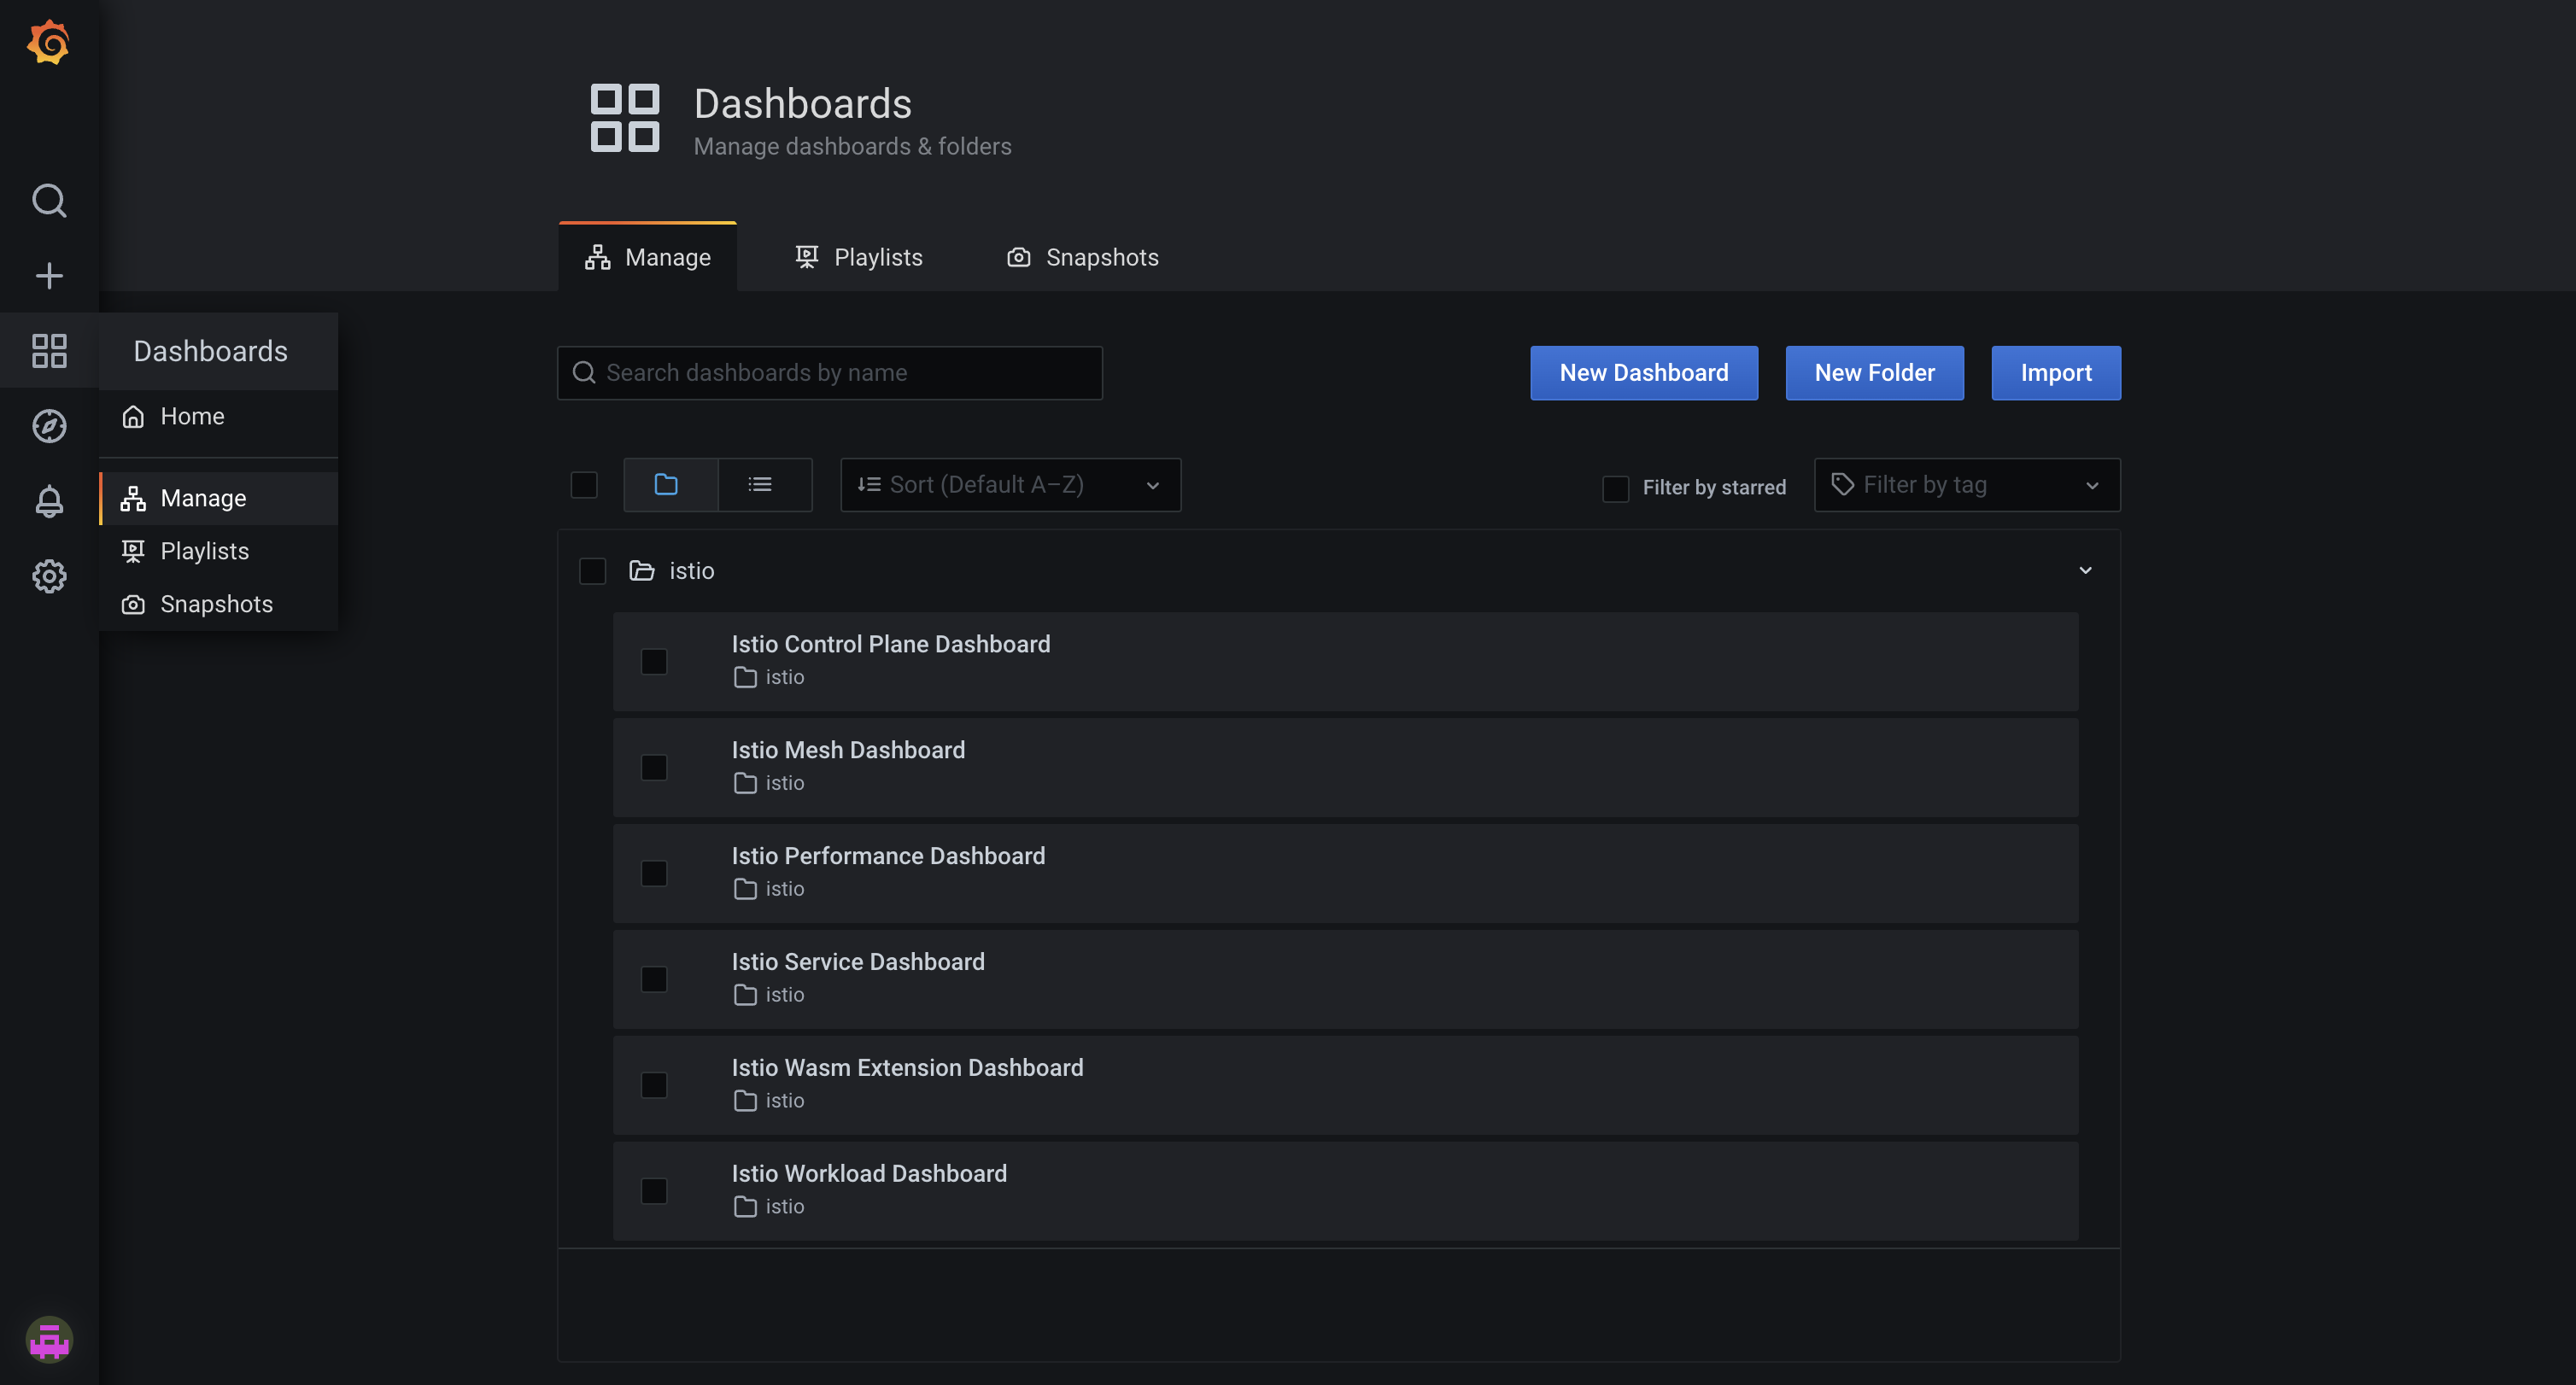 Dashboards
Manage dashboards & folders
Manage
Playlists
Snapshots
Dashboards
Home
Manage
Playlists
Snapshots
Search dashboards by name
New Dashboard
New Folder
Import
Sort (Default A–Z)
Filter by starred
Filter by tag
istio
Istio Control Plane Dashboard
istio
Istio Mesh Dashboard
istio
Istio Performance Dashboard
istio
Istio Service Dashboard
istio
Istio Wasm Extension Dashboard
istio
Istio Workload Dashboard
istio